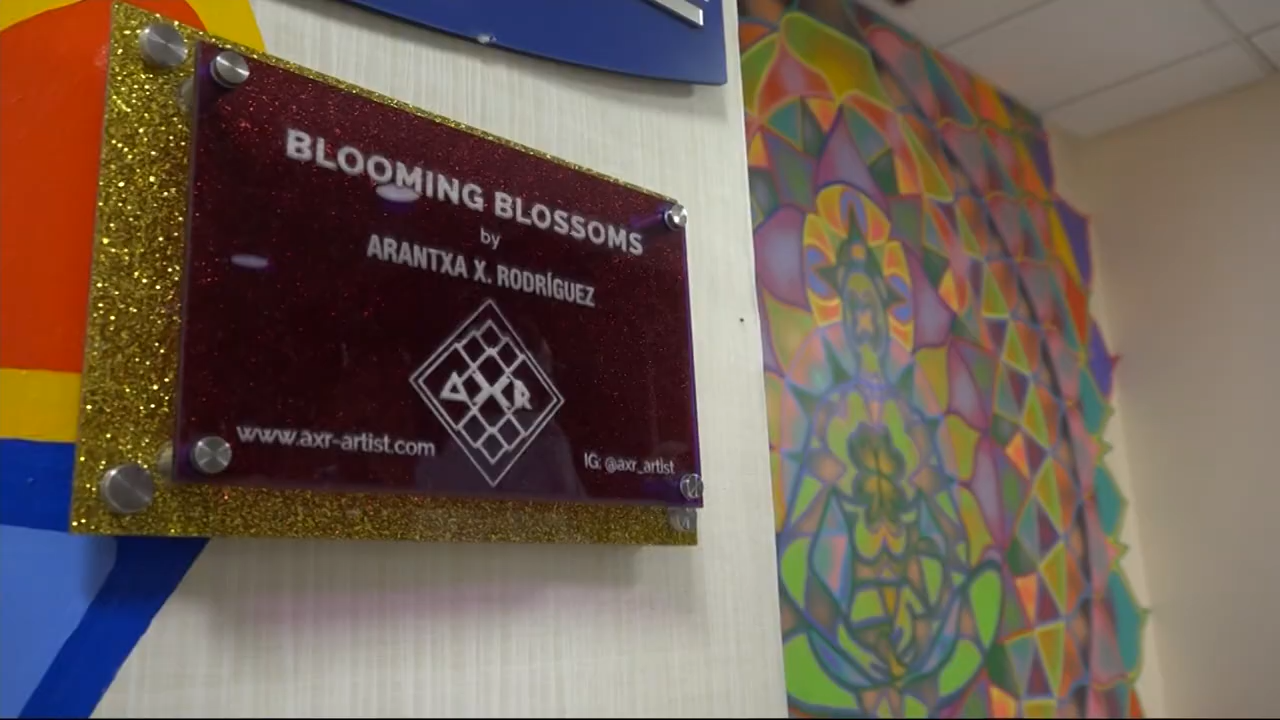 BLOOMING BLOSSOMS
by
ARANTXA X. RODRÍGUEZ
AXR
www.axr-artist.com
IG: @axr_artist